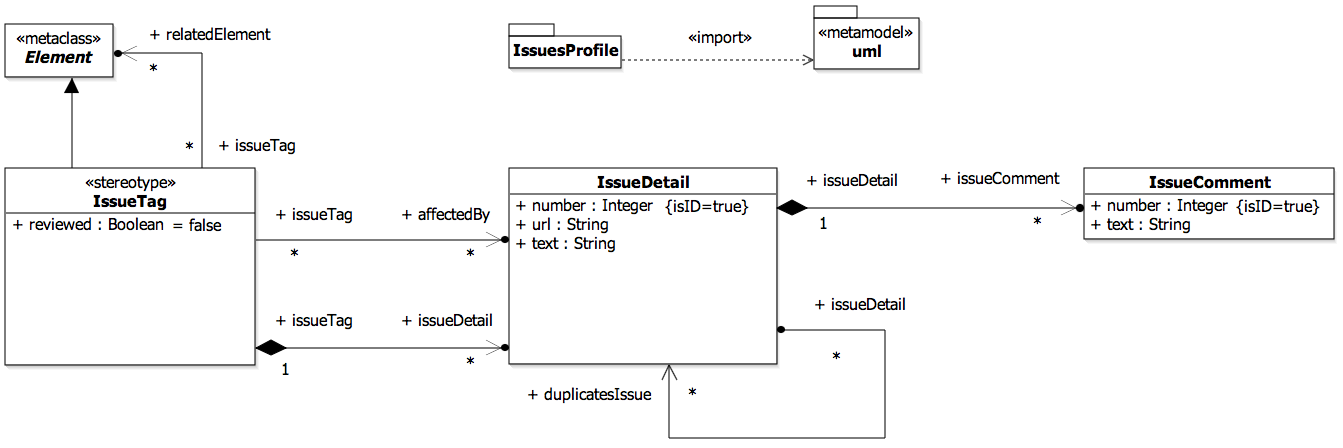 «metaclass»
Element
+ relatedElement
*
* + issueTag
IssuesProfile
«import»
«metamodel»
uml
«stereotype»
IssueTag
+ reviewed : Boolean = false
+ issueTag
*
+ affectedBy
*
+ issueTag
1
+ issueDetail
*
IssueDetail
+ number : Integer {isID=true}
+ url : String
+ text : String
+ issueDetail
1
+ issueComment
*
IssueComment
+ number : Integer {isID=true}
+ text : String
+ issueDetail
*
+ duplicatesIssue *